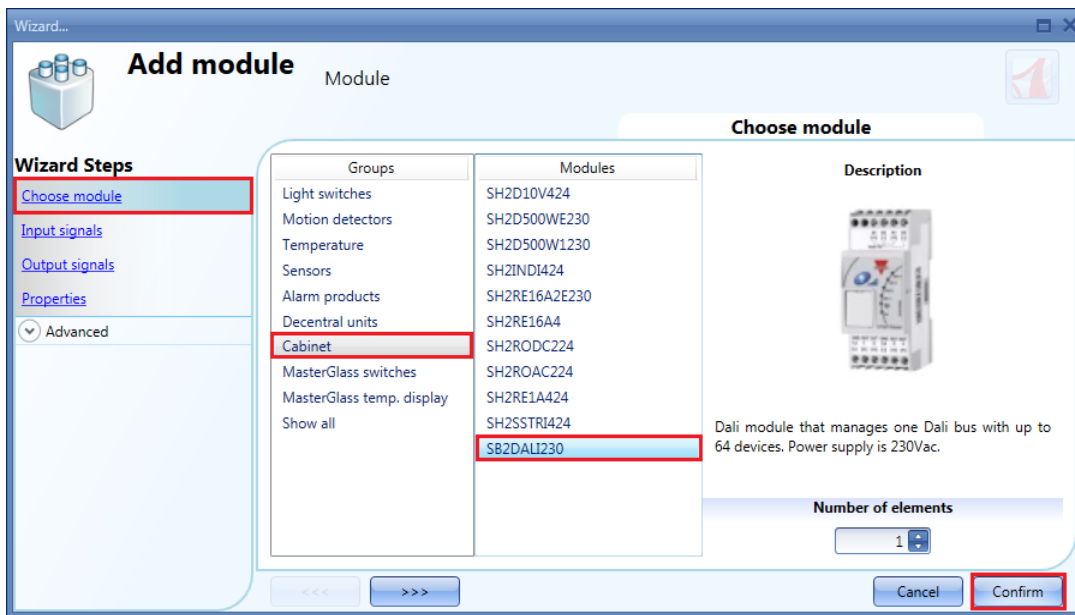 Wizard...
Add module
Module
Choose module
Wizard Steps
Choose module
Input signals
Output signals
Properties
Advanced
Groups
Light switches
Motion detectors
Temperature
Sensors
Alarm products
Decentral units
Cabinet
MasterGlass switches
MasterGlass temp. display
Show all
Modules
SH2D10V424
SH2D500WE230
SH2D500W1230
SH2INDI424
SH2RE16A2E230
SH2RE16A4
SH2RODC224
SH2ROAC224
SH2RE1A424
SH2SSTRI424
SB2DALI230
Description
Dali module that manages one Dali bus with up to
64 devices. Power supply is 230Vac.
Number of elements
1
<<<
>>>
Cancel
Confirm